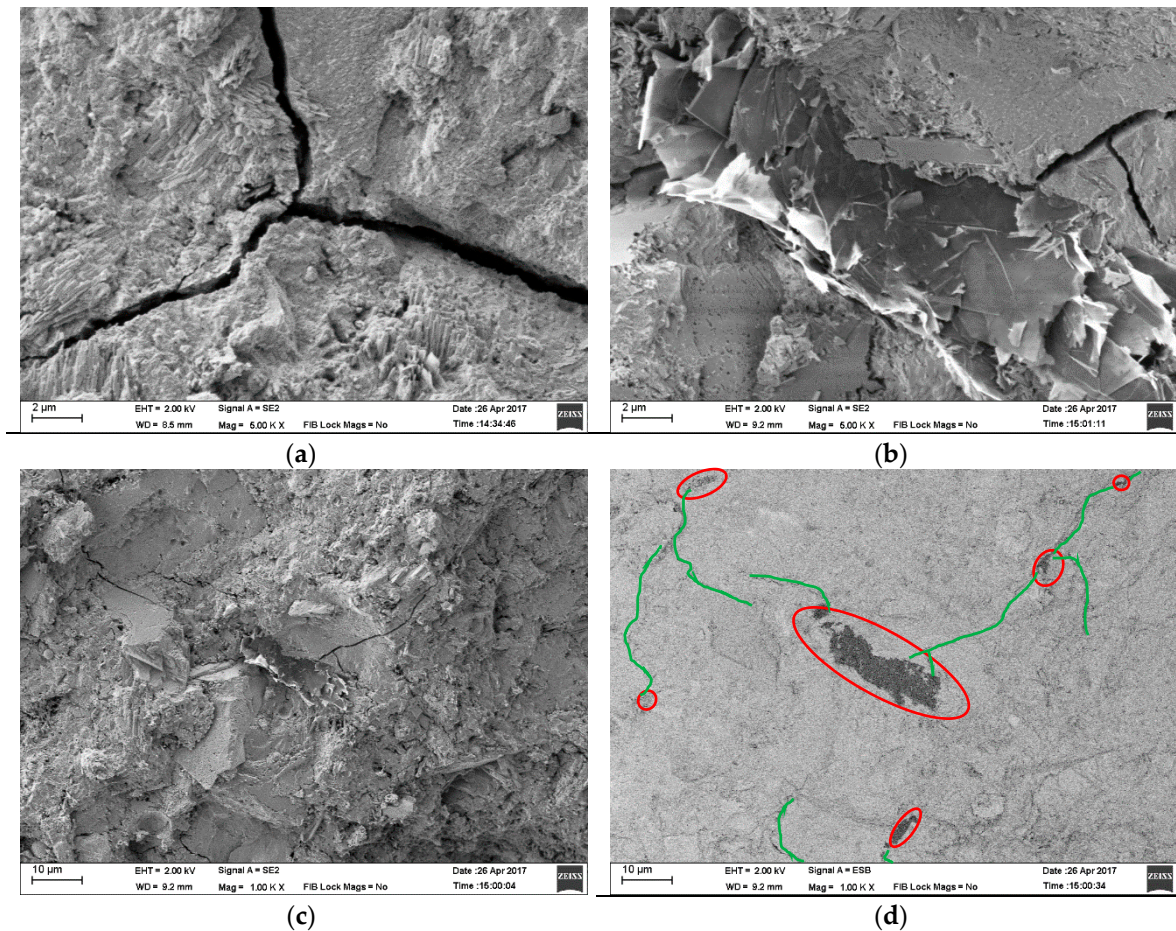 2 µm EHT = 2.00 kV Signal A = SE2 Date :26 Apr 2017
WD = 8.5 mm Mag = 5.00 K X FIB Lock Mags = No Time :14:34:46 ZEISS
2 µm EHT = 2.00 kV Signal A = SE2 Date :26 Apr 2017
WD = 9.2 mm Mag = 5.00 K X FIB Lock Mags = No Time :15:01:11 ZEISS
(a)
(b)
10 µm EHT = 2.00 kV Signal A = SE2 Date :26 Apr 2017
WD = 9.2 mm Mag = 1.00 K X FIB Lock Mags = No Time :15:00:04 ZEISS
10 µm EHT = 2.00 kV Signal A = ESB Date :26 Apr 2017
WD = 9.2 mm Mag = 1.00 K X FIB Lock Mags = No Time :15:00:34 ZEISS
(c)
(d)